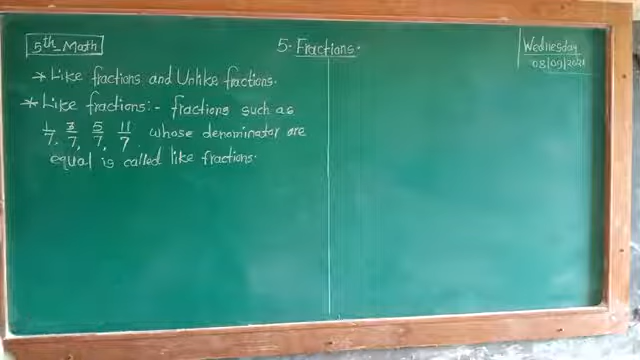 5th Math
5. Fractions.
Wednesday
08/09/2021
* Like fractions and Unlike fractions.
* Like fractions:- fractions such as
1/7, 3/7, 5/7, 11/7 whose denominator are
equal is called like fractions.